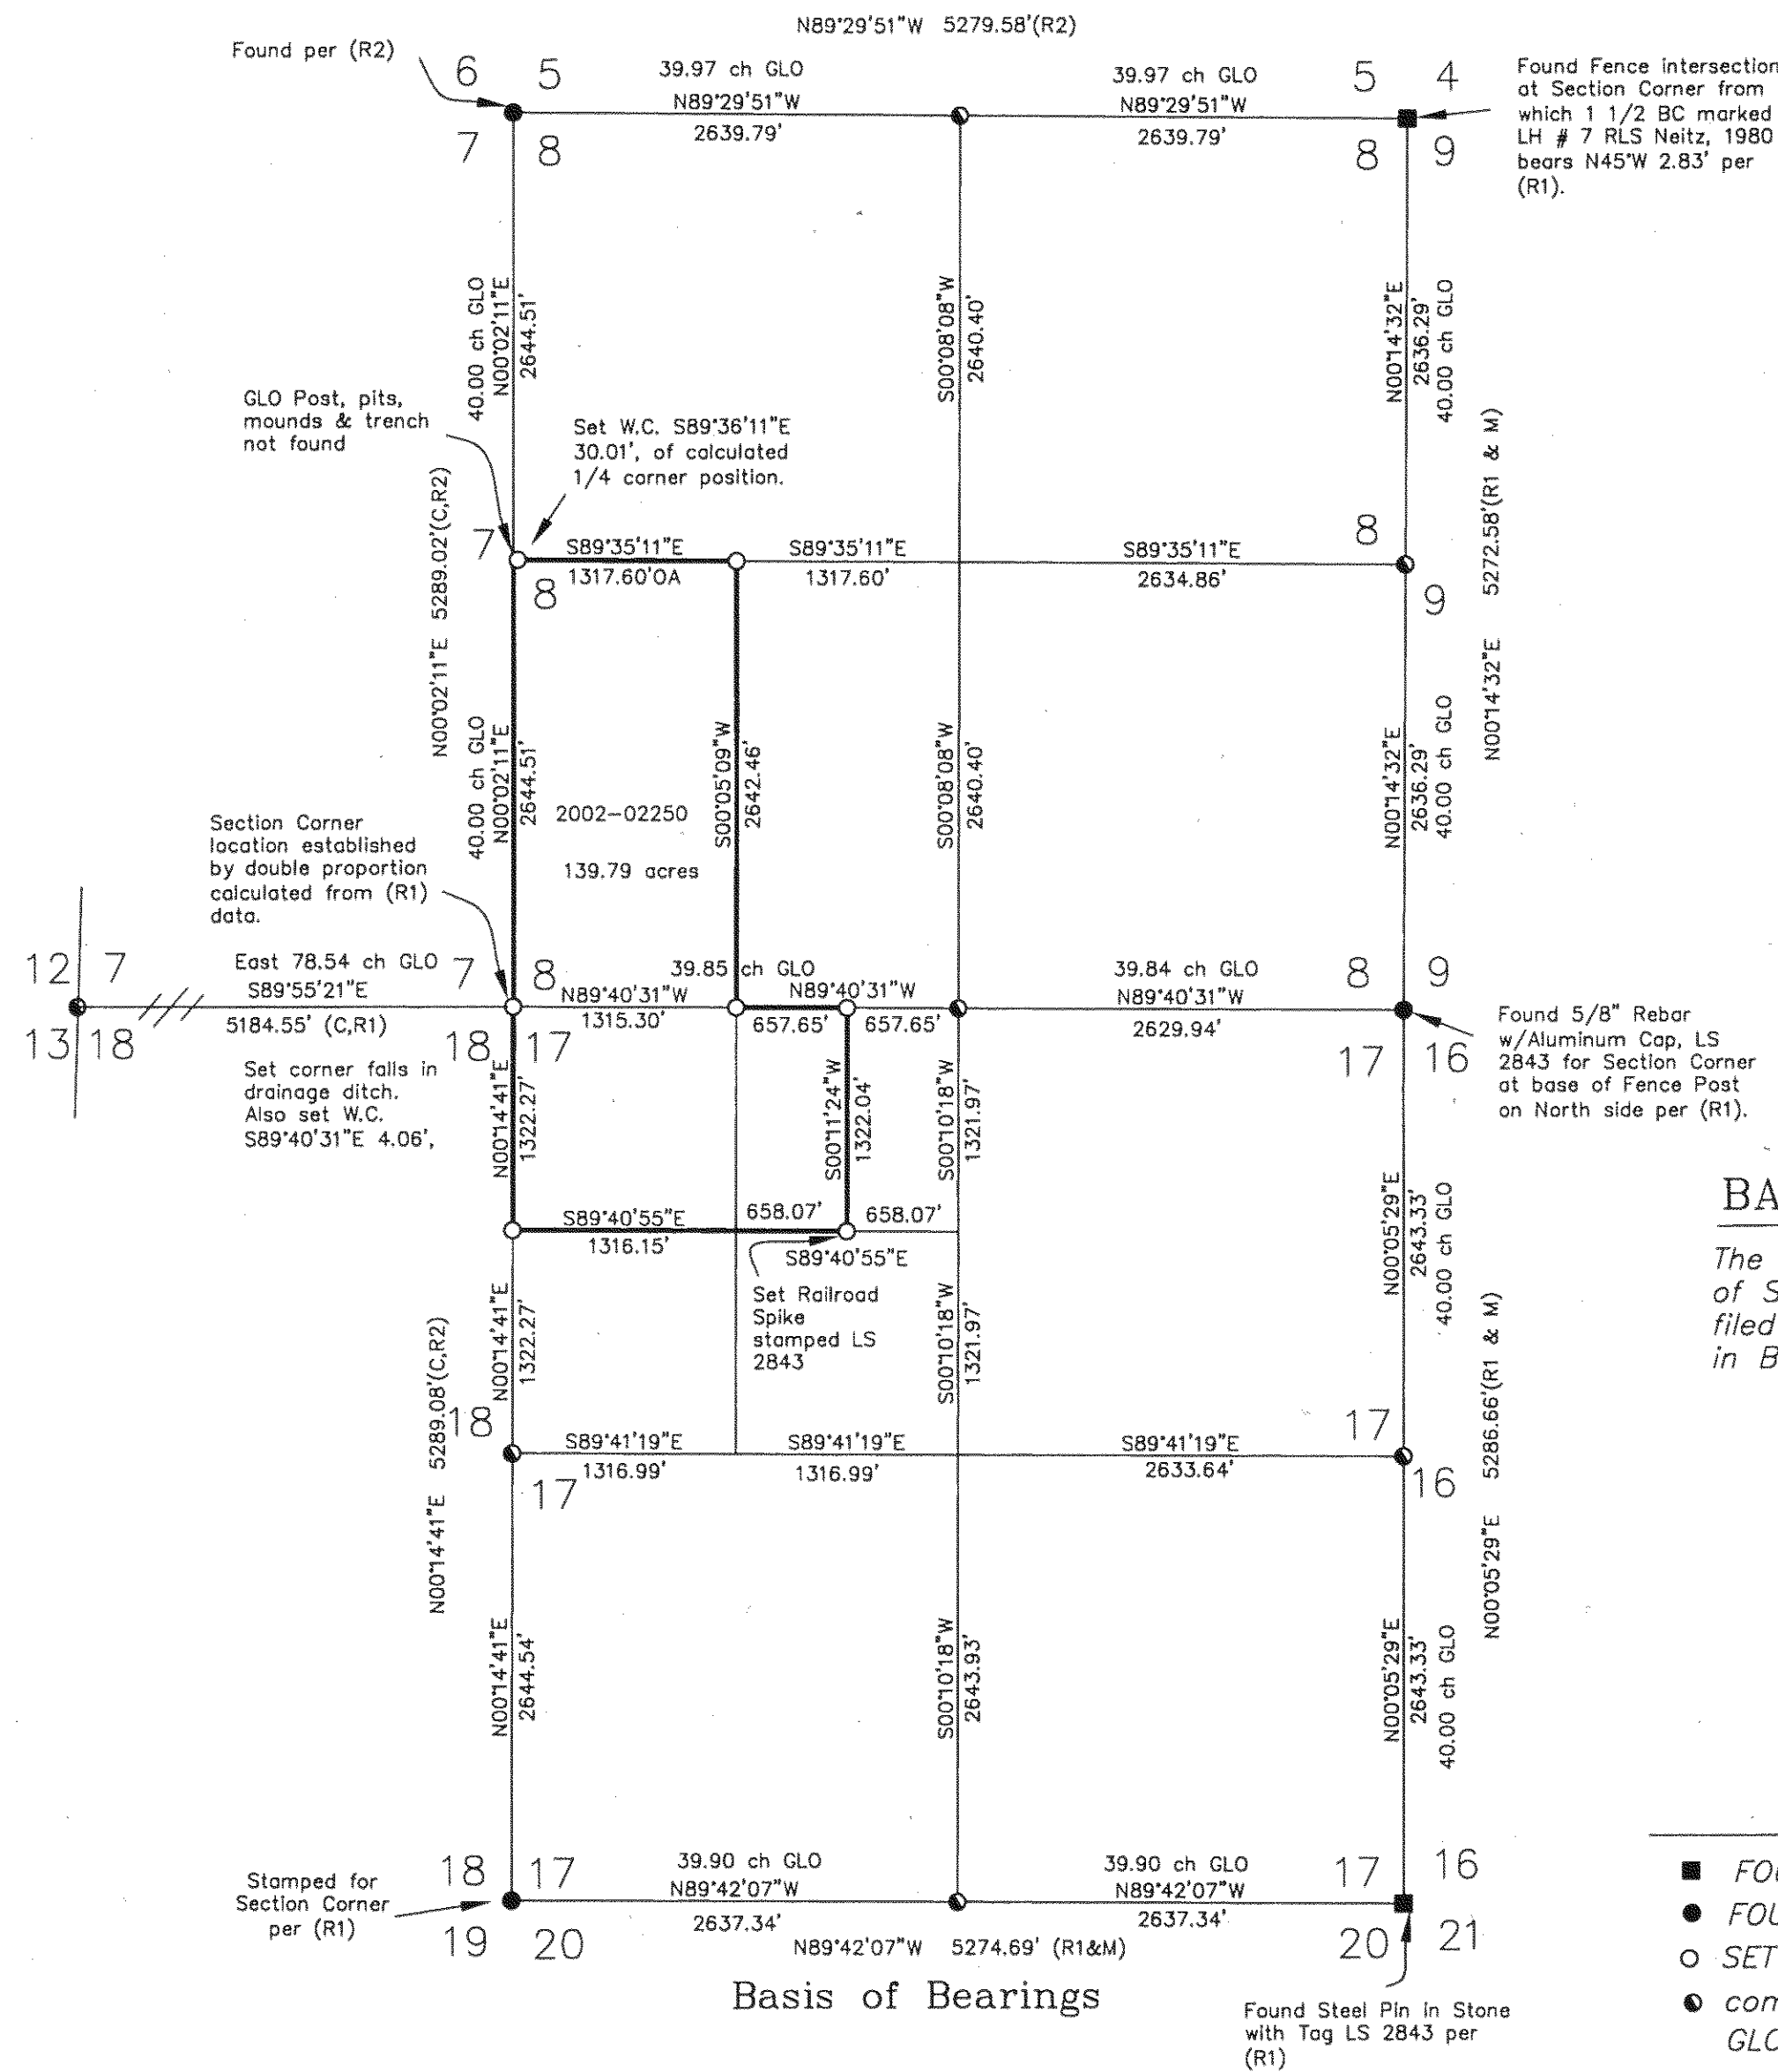 N89°29'51"W 5279.58'(R2)
Found per (R2)
6 5
39.97 ch GLO
N89°29'51"W
2639.79'
7 8
39.97 ch GLO
N89°29'51"W
2639.79'
5 4
8 9
Found Fence intersection
at Section Corner from
which 1 1/2 BC marked
LH # 7 RLS Neitz, 1980
bears N45°W 2.83' per
(R1).
40.00 ch GLO
N00°02'11"E
2644.51'
S00°08'08"W
2640.40'
N00°14'32"E
2636.29'
40.00 ch GLO
GLO Post, pits,
mounds & trench
not found
Set W.C. S89°36'11"E
30.01', of calculated
1/4 corner position.
N00°02'11"E 5289.02'(C,R2)
N00°14'32"E 5272.58'(R1 & M)
7
8
S89°35'11"E
1317.60'OA
S89°35'11"E
1317.60'
S89°35'11"E
2634.86'
8
9
40.00 ch GLO
N00°02'11"E
2644.51'
2002-02250
139.79 acres
S00°05'09"W
2642.46'
S00°08'08"W
2640.40'
N00°14'32"E
2636.29'
40.00 ch GLO
Section Corner
location established
by double proportion
calculated from (R1)
data.
12 7
13 18
East 78.54 ch GLO
S89°55'21"E
5184.55' (C,R1)
7 8
18 17
39.85 ch GLO
N89°40'31"W
1315.30'
N89°40'31"W
657.65'
657.65'
39.84 ch GLO
N89°40'31"W
2629.94'
8 9
17 16
Found 5/8" Rebar
w/Aluminum Cap, LS
2843 for Section Corner
at base of Fence Post
on North side per (R1).
Set corner falls in
drainage ditch.
Also set W.C.
S89°40'31"E 4.06',
N00°14'41"E
1322.27'
S00°11'24"W
1322.04'
S00°10'18"W
1321.97'
N00°05'29"E
2643.33'
40.00 ch GLO
BA
The
of S
filed
in B
S89°40'55"E
1316.15'
658.07'
658.07'
S89°40'55"E
Set Railroad
Spike
stamped LS
2843
N00°14'41"E
1322.27'
S00°10'18"W
1321.97'
N00°14'41"E 5289.08'(C,R2)
N00°05'29"E 5286.66'(R1 & M)
18
17
S89°41'19"E
1316.99'
S89°41'19"E
1316.99'
S89°41'19"E
2633.64'
17
16
N00°14'41"E
2644.54'
S00°10'18"W
2643.93'
N00°05'29"E
2643.33'
40.00 ch GLO
Stamped for
Section Corner
per (R1)
18 17
19 20
39.90 ch GLO
N89°42'07"W
2637.34'
39.90 ch GLO
N89°42'07"W
2637.34'
17 16
20 21
N89°42'07"W 5274.69' (R1&M)
Basis of Bearings
Found Steel Pin in Stone
with Tag LS 2843 per
(R1)
FOU
FOU
SET
com
GLO